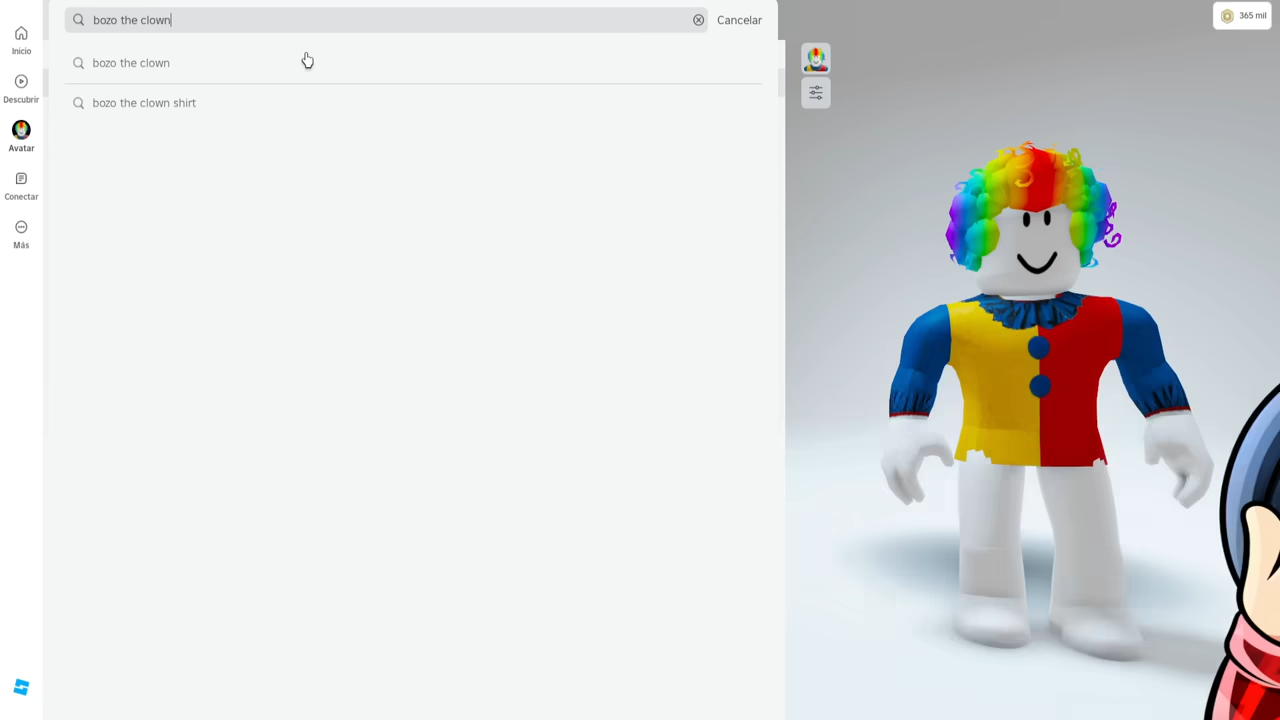 bozo the clown
Cancelar
365 mil
bozo the clown
bozo the clown shirt
Inicio
Descubrir
Avatar
Conectar
Más